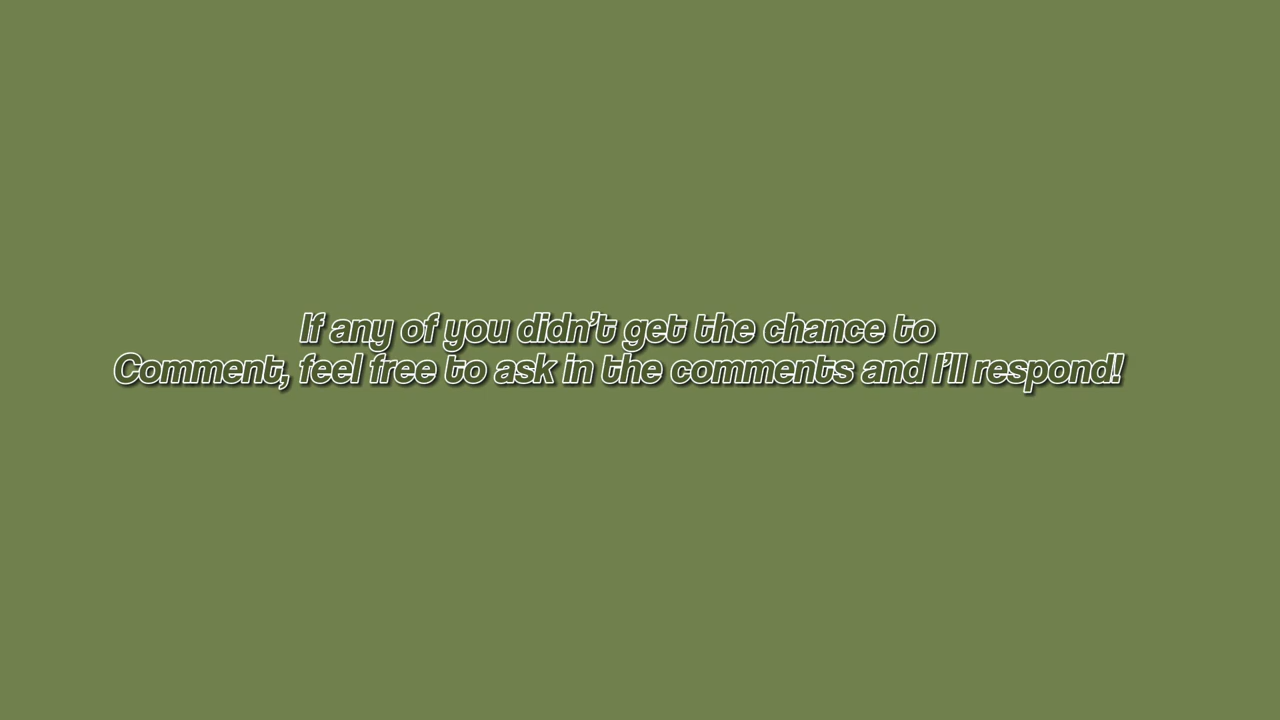 If any of you didn't get the chance to
Comment, feel free to ask in the comments and I'll respond!